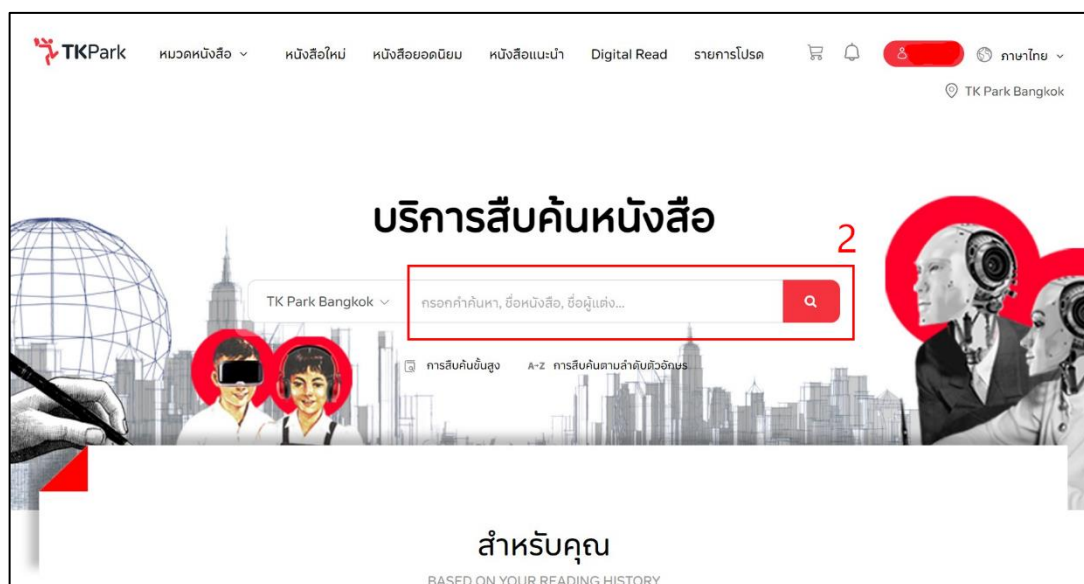 TKPark หมวดหนังสือ หนังสือใหม่ หนังสือยอดนิยม หนังสือแนะนำ Digital Read รายการโปรด ภาษาไทย
TK Park Bangkok
บริการสืบค้นหนังสือ
2
TK Park Bangkok กรอกคำค้นหา, ชื่อหนังสือ, ชื่อผู้แต่ง...
การสืบค้นขั้นสูง A-Z การสืบค้นตามลำดับตัวอักษร
สำหรับคุณ
BASED ON YOUR READING HISTORY